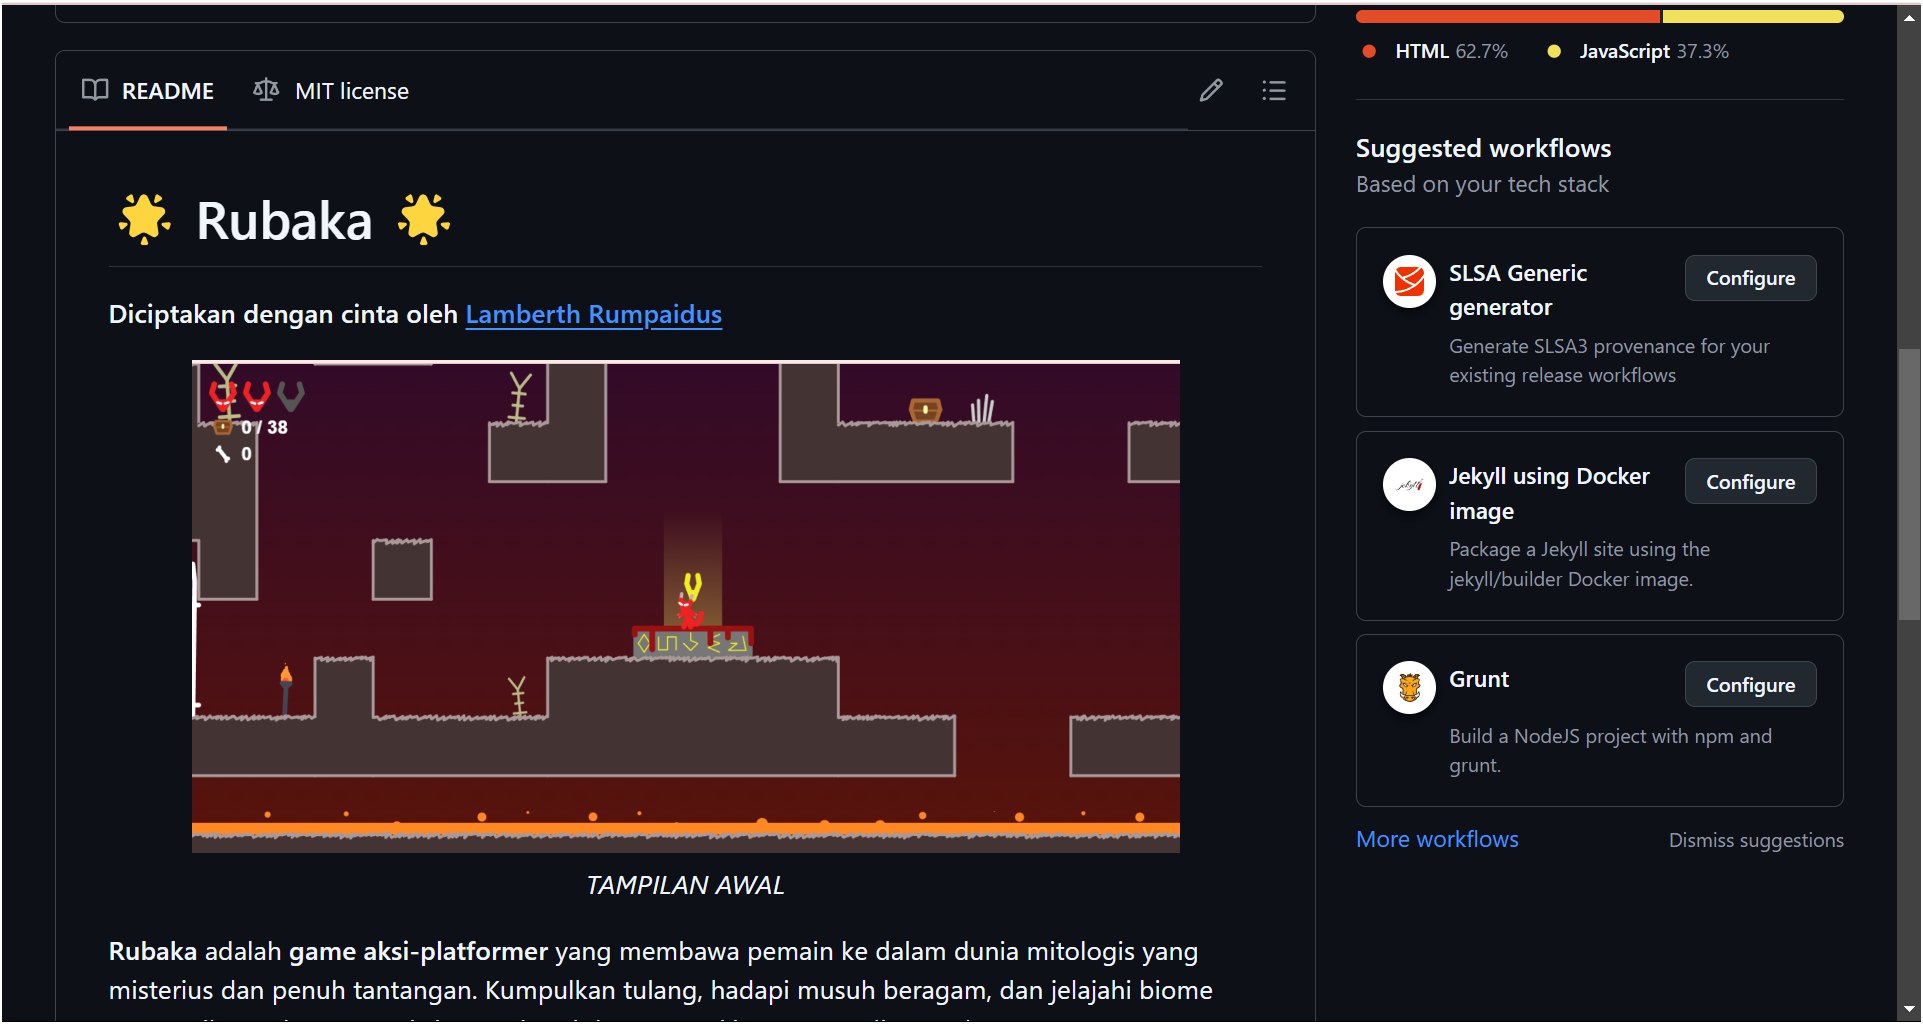 README
MIT license
Rubaka
Diciptakan dengan cinta oleh Lamberth Rumpaidus
0 / 38
0
TAMPILAN AWAL
Rubaka adalah game aksi-platformer yang membawa pemain ke dalam dunia mitologis yang
misterius dan penuh tantangan. Kumpulkan tulang, hadapi musuh beragam, dan jelajahi biome
HTML 62.7%
JavaScript 37.3%
Suggested workflows
Based on your tech stack
SLSA Generic
generator
Configure
Generate SLSA3 provenance for your
existing release workflows
Jekyll using Docker
image
Configure
Package a Jekyll site using the
jekyll/builder Docker image.
Grunt
Configure
Build a NodeJS project with npm and
grunt.
More workflows
Dismiss suggestions